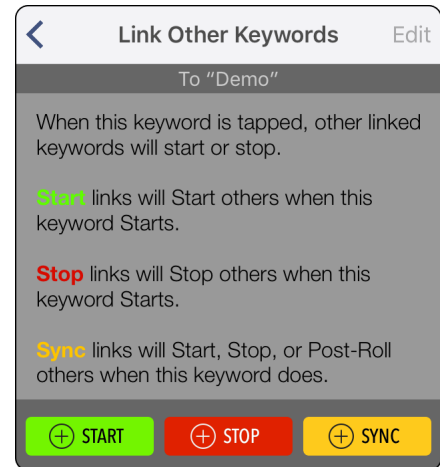 Link Other Keywords Edit
To “Demo”
When this keyword is tapped, other linked
keywords will start or stop.
Start links will Start others when this
keyword Starts.
Stop links will Stop others when this
keyword Starts.
Sync links will Start, Stop, or Post-Roll
others when this keyword does.
START STOP SYNC